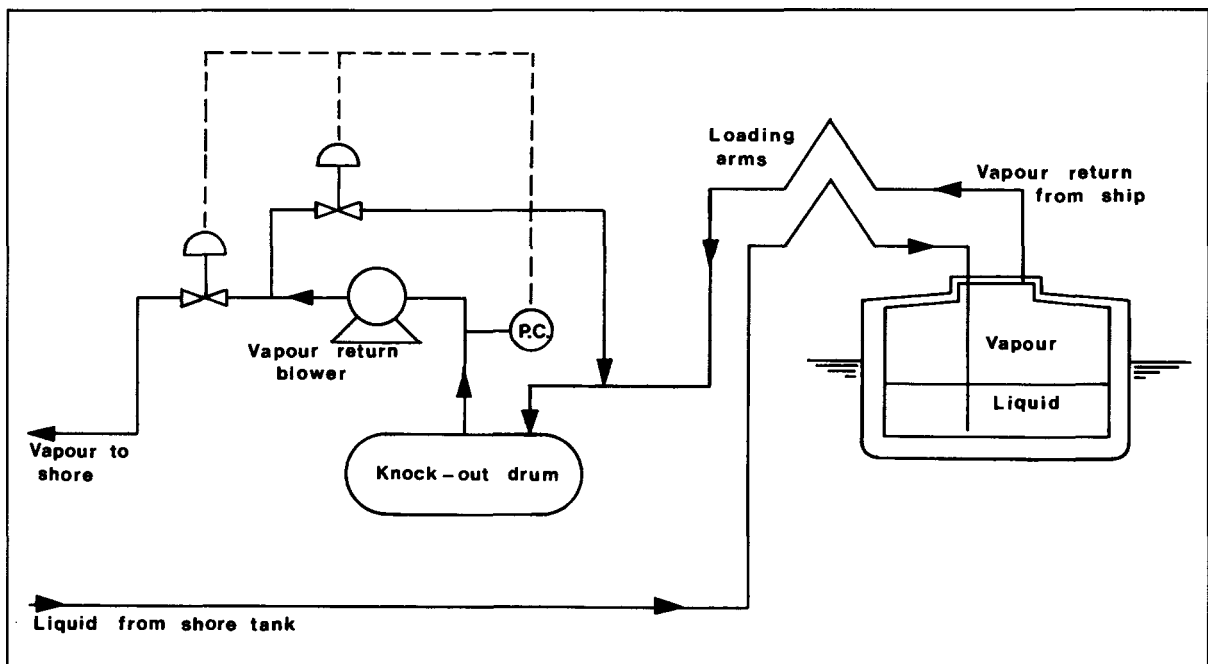 Loading
arms
Vapour return
from ship
P.C.
Vapour return
blower
Vapour
Liquid
Vapour to
shore
Knock-out drum
Liquid from shore tank